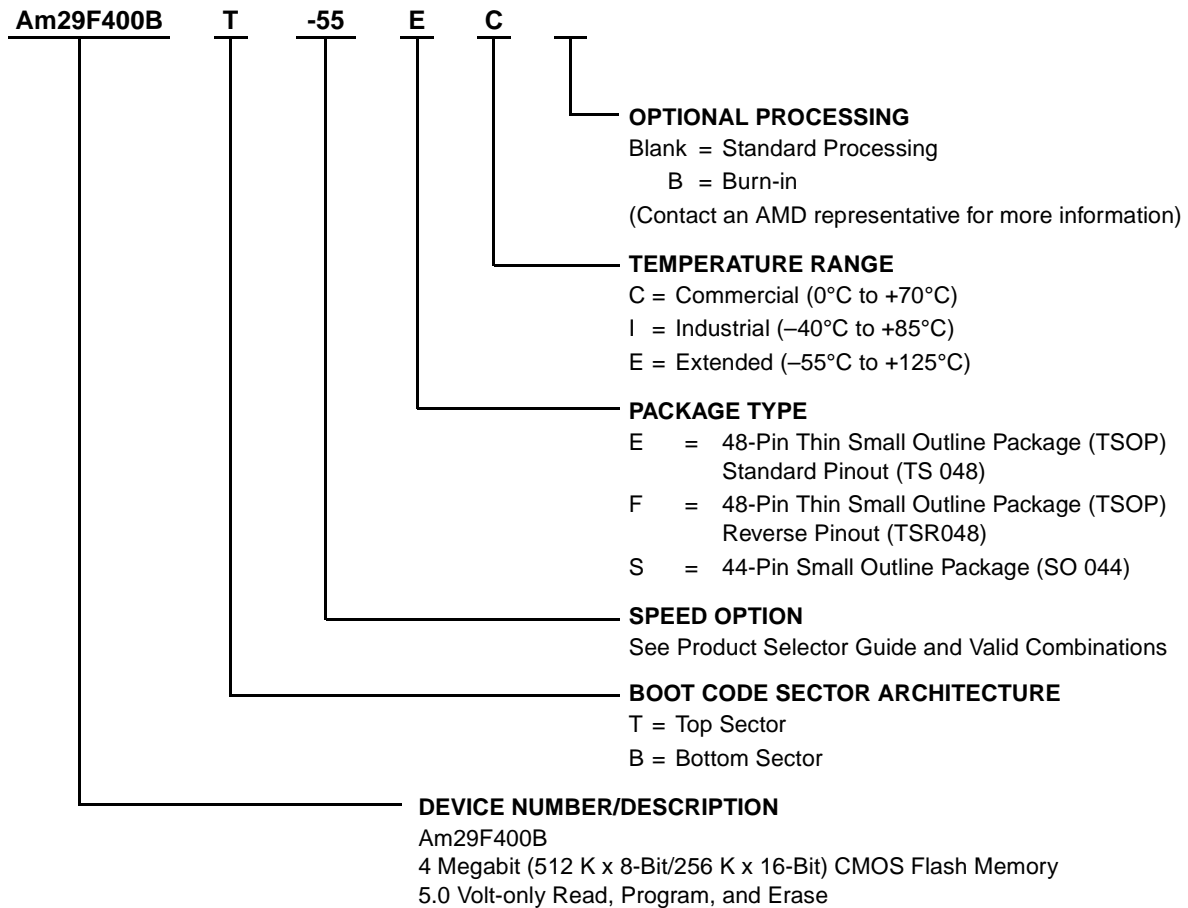 Am29F400B T -55 E C
OPTIONAL PROCESSING
Blank = Standard Processing
B = Burn-in
(Contact an AMD representative for more information)
TEMPERATURE RANGE
C = Commercial (0°C to +70°C)
I = Industrial (–40°C to +85°C)
E = Extended (–55°C to +125°C)
PACKAGE TYPE
E = 48-Pin Thin Small Outline Package (TSOP)
Standard Pinout (TS 048)
F = 48-Pin Thin Small Outline Package (TSOP)
Reverse Pinout (TSR048)
S = 44-Pin Small Outline Package (SO 044)
SPEED OPTION
See Product Selector Guide and Valid Combinations
BOOT CODE SECTOR ARCHITECTURE
T = Top Sector
B = Bottom Sector
DEVICE NUMBER/DESCRIPTION
Am29F400B
4 Megabit (512 K x 8-Bit/256 K x 16-Bit) CMOS Flash Memory
5.0 Volt-only Read, Program, and Erase